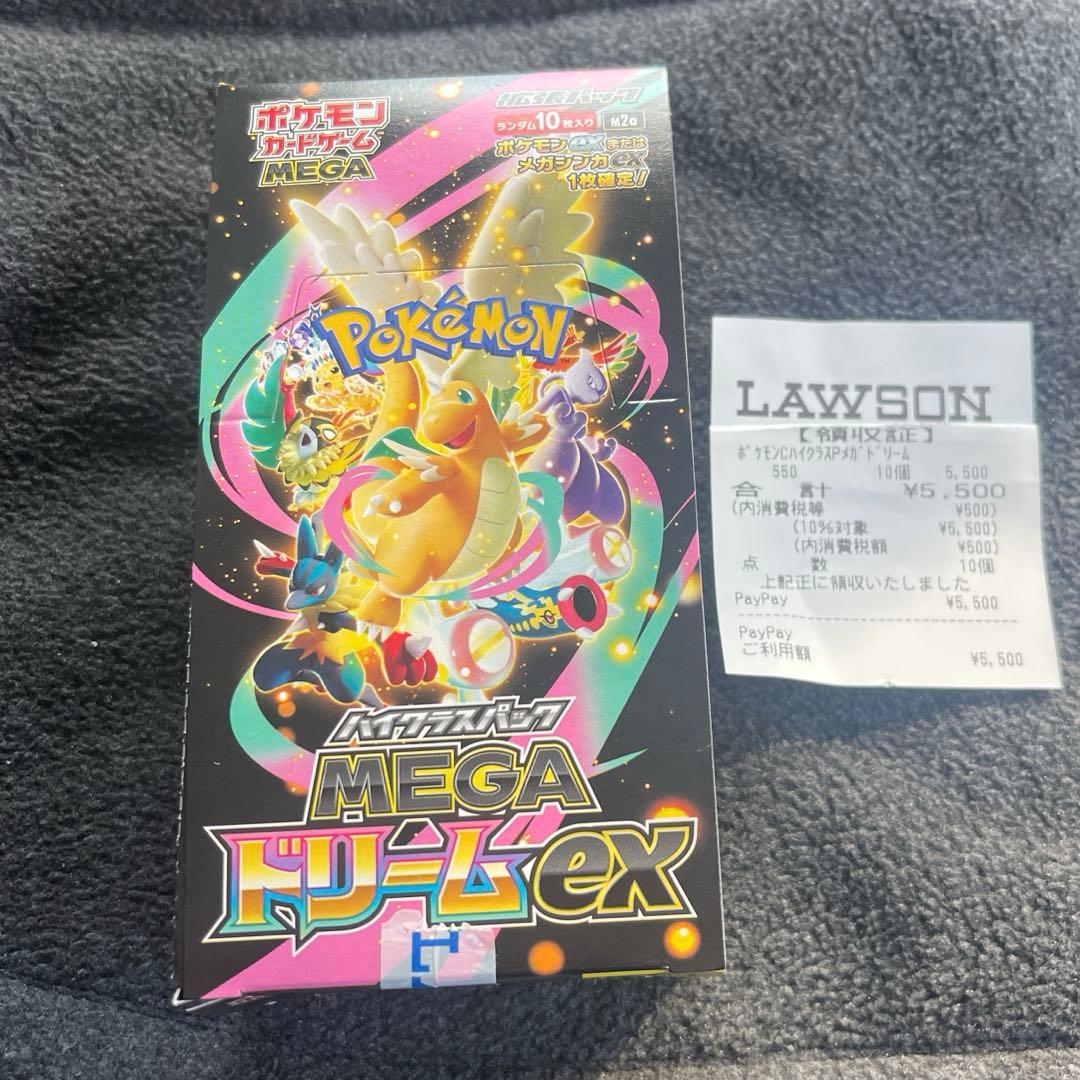 ポケモン
カードゲーム
MEGA
拡張パック
ランダム10枚入り M2a
ポケモンexまたは
メガシンカex
1枚確定!
POKéMON
TM
ハイクラスパック
MEGA
ドリームex
LAWSON
【領収証】
ポケモンCハイクラスPメガドリーム
550 10個 5,500
合 計 ¥5,500
(内消費税等 ¥500)
(10%対象 ¥5,500)
(内消費税額 ¥500)
点 数 10個
上記正に領収いたしました
PayPay ¥5,500
PayPay
ご利用額 ¥5,500